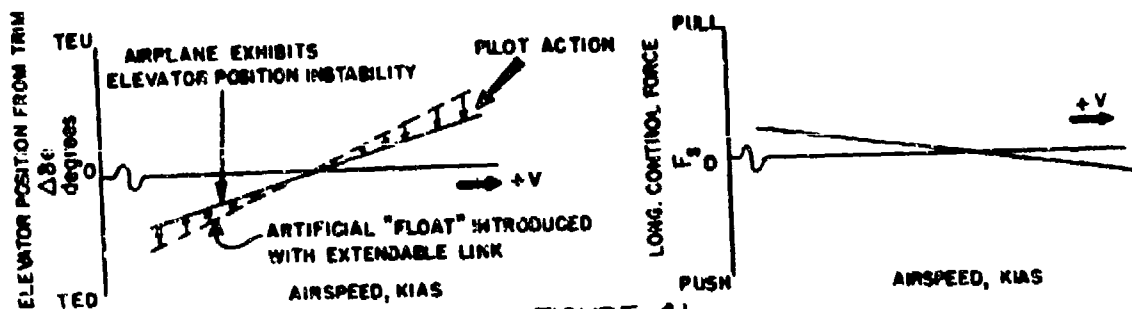 ELEVATOR POSITION FROM TRIM
Δδe
degrees
TEU
0
TED
AIRPLANE EXHIBITS
ELEVATOR POSITION INSTABILITY
PILOT ACTION
+V
ARTIFICIAL "FLOAT" INTRODUCED
WITH EXTENDABLE LINK
AIRSPEED, KIAS
LONG. CONTROL FORCE
Fs
PULL
0
PUSH
+V
AIRSPEED, KIAS
FIGURE